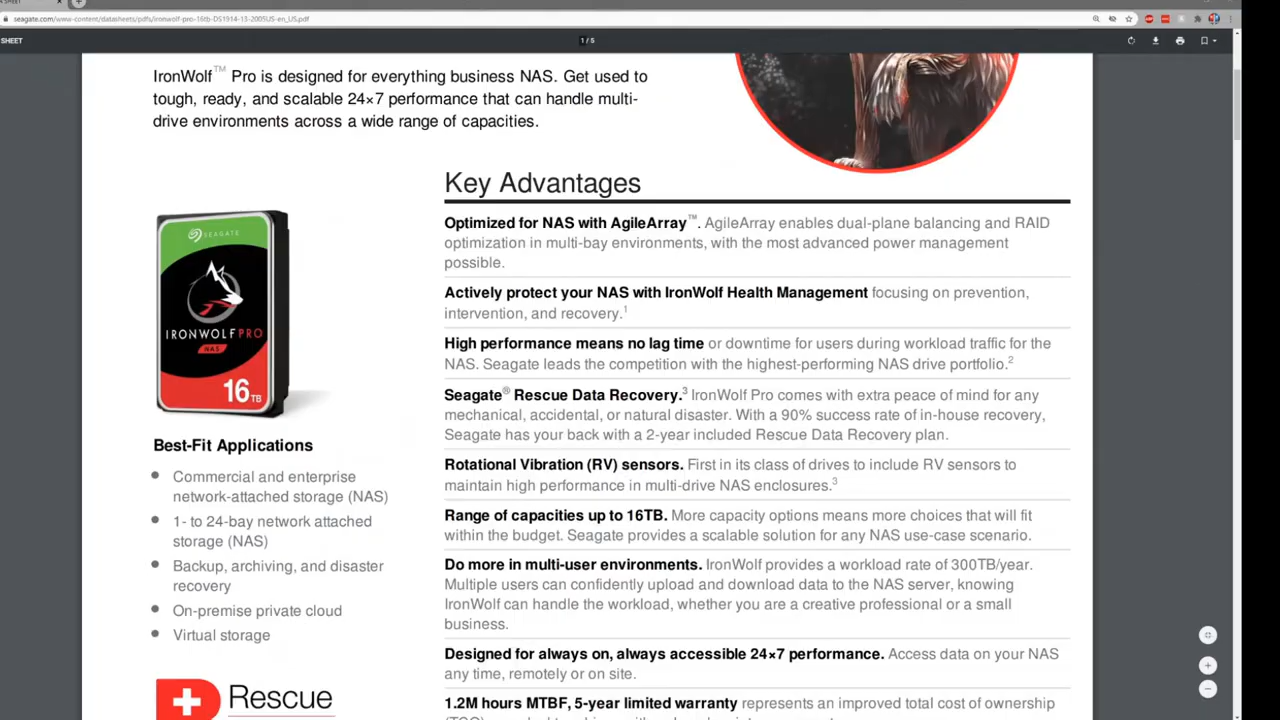 seagate.com/www-content/datasheets/pdfs/ironwolf-pro-16tb-DS1914-13-2005US-en_US.pdf
SHEET
1 / 5
IronWolf™ Pro is designed for everything business NAS. Get used to
tough, ready, and scalable 24×7 performance that can handle multi-
drive environments across a wide range of capacities.
SEAGATE
IRONWOLF PRO
NAS
16TB
Best-Fit Applications
Commercial and enterprise
network-attached storage (NAS)
1- to 24-bay network attached
storage (NAS)
Backup, archiving, and disaster
recovery
On-premise private cloud
Virtual storage
Rescue
Key Advantages
Optimized for NAS with AgileArray™. AgileArray enables dual-plane balancing and RAID
optimization in multi-bay environments, with the most advanced power management
possible.
Actively protect your NAS with IronWolf Health Management focusing on prevention,
intervention, and recovery.1
High performance means no lag time or downtime for users during workload traffic for the
NAS. Seagate leads the competition with the highest-performing NAS drive portfolio.2
Seagate® Rescue Data Recovery.3 IronWolf Pro comes with extra peace of mind for any
mechanical, accidental, or natural disaster. With a 90% success rate of in-house recovery,
Seagate has your back with a 2-year included Rescue Data Recovery plan.
Rotational Vibration (RV) sensors. First in its class of drives to include RV sensors to
maintain high performance in multi-drive NAS enclosures.3
Range of capacities up to 16TB. More capacity options means more choices that will fit
within the budget. Seagate provides a scalable solution for any NAS use-case scenario.
Do more in multi-user environments. IronWolf provides a workload rate of 300TB/year.
Multiple users can confidently upload and download data to the NAS server, knowing
IronWolf can handle the workload, whether you are a creative professional or a small
business.
Designed for always on, always accessible 24×7 performance. Access data on your NAS
any time, remotely or on site.
1.2M hours MTBF, 5-year limited warranty represents an improved total cost of ownership